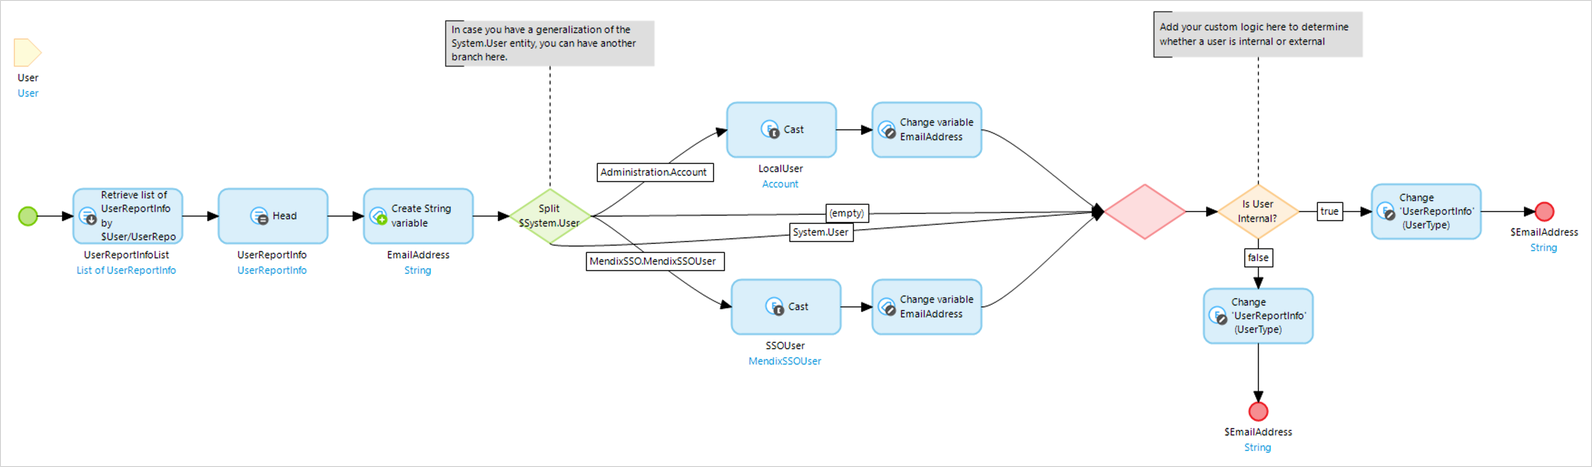 In case you have a generalization of the
System.User entity, you can have another
branch here.
Add your custom logic here to determine
whether a user is internal or external
User
User
Retrieve list of
UserReportInfo
by
$User/UserRepo
UserReportInfoList
List of UserReportInfo
Head
UserReportInfo
UserReportInfo
Create String
variable
EmailAddress
String
Split
$System.User
Administration.Account
(empty)
System.User
MendixSSO.MendixSSOUser
Cast
LocalUser
Account
Change variable
EmailAddress
Cast
SSOUser
MendixSSOUser
Change variable
EmailAddress
Is User
Internal?
true
false
Change
'UserReportInfo'
(UserType)
$EmailAddress
String
Change
'UserReportInfo'
(UserType)
$EmailAddress
String